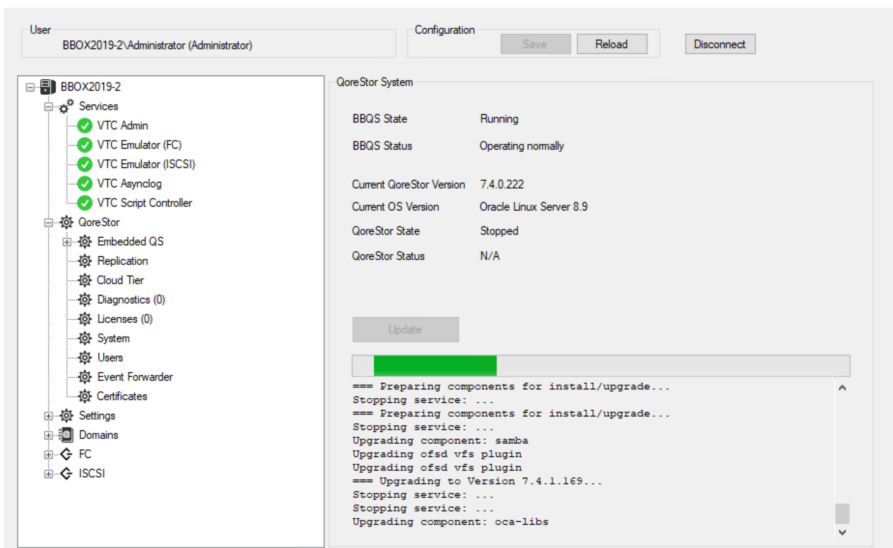 User
BBOX2019-2\Administrator (Administrator)
Configuration
Save
Reload
Disconnect
BBOX2019-2
Services
VTC Admin
VTC Emulator (FC)
VTC Emulator (ISCSI)
VTC Asynclog
VTC Script Controller
QoreStor
Embedded QS
Replication
Cloud Tier
Diagnostics (0)
Licenses (0)
System
Users
Event Forwarder
Certificates
Settings
Domains
FC
ISCSI
QoreStor System
BBQS State Running
BBQS Status Operating normally
Current QoreStor Version 7.4.0.222
Current OS Version Oracle Linux Server 8.9
QoreStor State Stopped
QoreStor Status N/A
Update
=== Preparing components for install/upgrade...
Stopping service: ...
=== Preparing components for install/upgrade...
Stopping service: ...
Upgrading component: samba
Upgrading ofsd vfs plugin
Upgrading ofsd vfs plugin
=== Upgrading to Version 7.4.1.169...
Stopping service: ...
Stopping service: ...
Upgrading component: oca-libs